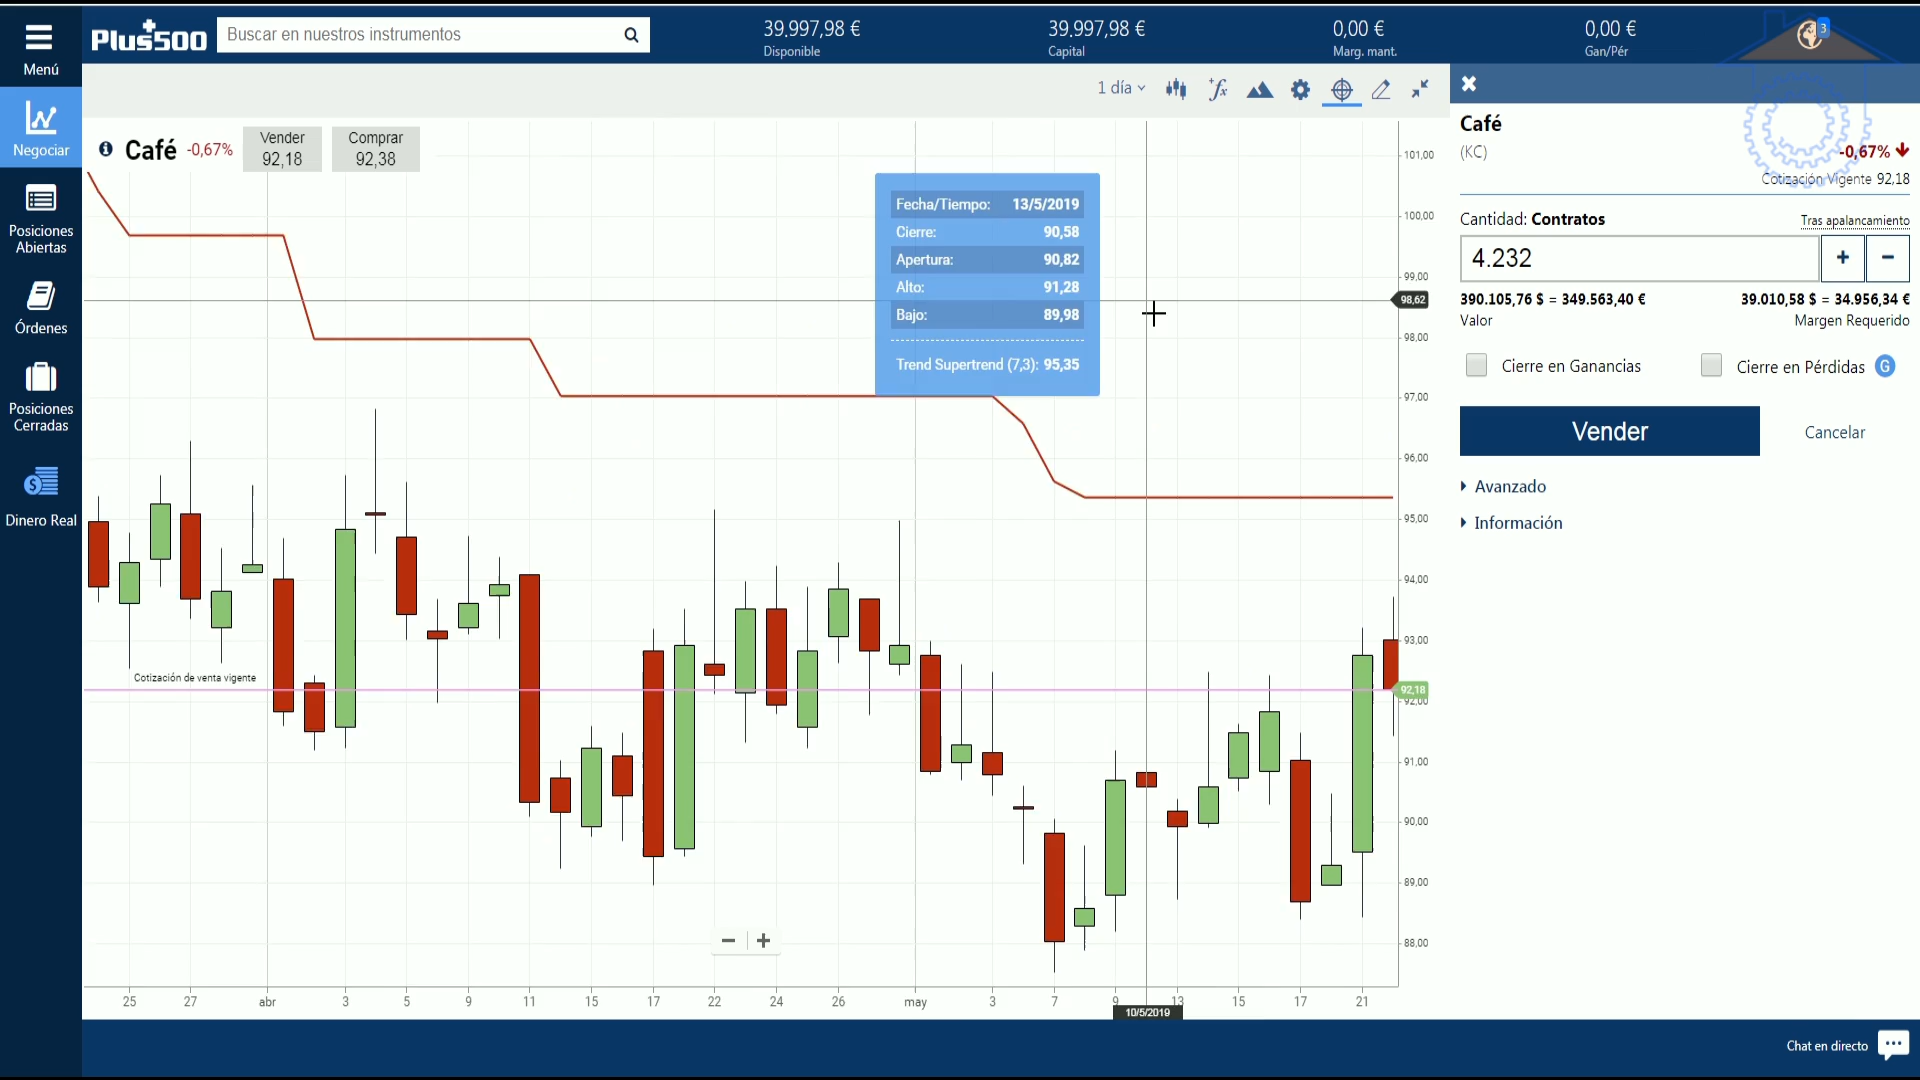 Menú
Plus500
Buscar en nuestros instrumentos
39.997,98 €
Disponible
39.997,98 €
Capital
0,00 €
Marg. mant.
0,00 €
Gan/Pér
3
Negociar
Posiciones
Abiertas
Órdenes
Posiciones
Cerradas
Dinero Real
1 día
Café -0,67%
Vender
92,18
Comprar
92,38
Fecha/Tiempo: 13/5/2019
Cierre: 90,58
Apertura: 90,82
Alto: 91,28
Bajo: 89,98
Trend Supertrend (7,3): 95,35
Cotización de venta vigente
101,00
100,00
99,00
98,62
98,00
97,00
96,00
95,00
94,00
93,00
92,18
92,00
91,00
90,00
89,00
88,00
25 27 abr 3 5 9 11 15 17 22 24 26 may 3 7 9 13 15 17 21
10/5/2019
Café
(KC)
-0,67%
Cotización Vigente 92,18
Cantidad: Contratos
Tras apalancamiento
4.232
+
−
390.105,76 $ = 349.563,40 €
Valor
39.010,58 $ = 34.956,34 €
Margen Requerido
Cierre en Ganancias
Cierre en Pérdidas G
Vender
Cancelar
Avanzado
Información
Chat en directo